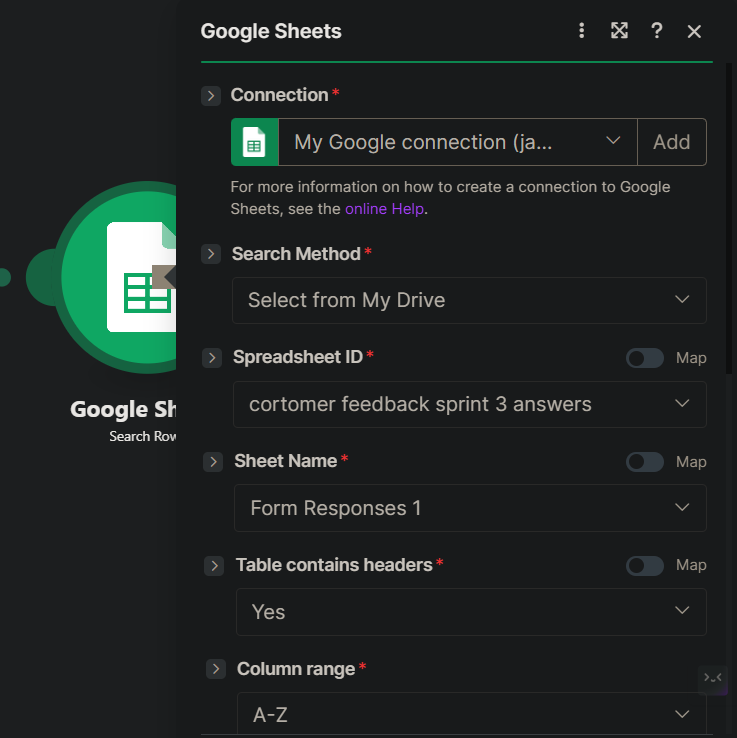 Google Sheets
Connection *
My Google connection (ja...
Add
For more information on how to create a connection to Google
Sheets, see the online Help.
Search Method *
Select from My Drive
Spreadsheet ID *
Map
cortomer feedback sprint 3 answers
Sheet Name *
Map
Form Responses 1
Table contains headers *
Map
Yes
Column range *
A-Z
Google Sh
Search Row